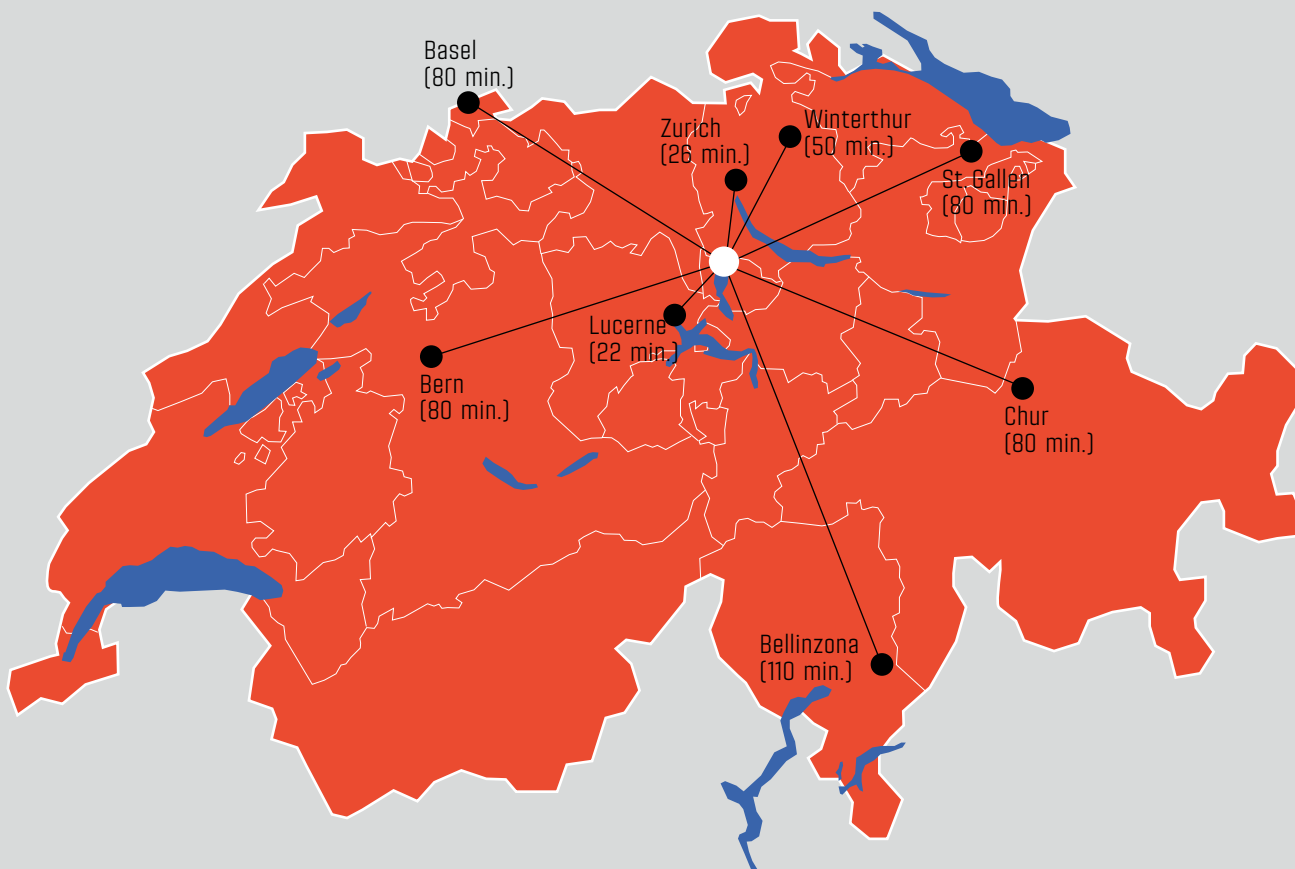 Basel
(80 min.)
Zurich
(26 min.)
Winterthur
(50 min.)
St.Gallen
(80 min.)
Lucerne
(22 min.)
Bern
(80 min.)
Chur
(80 min.)
Bellinzona
(110 min.)